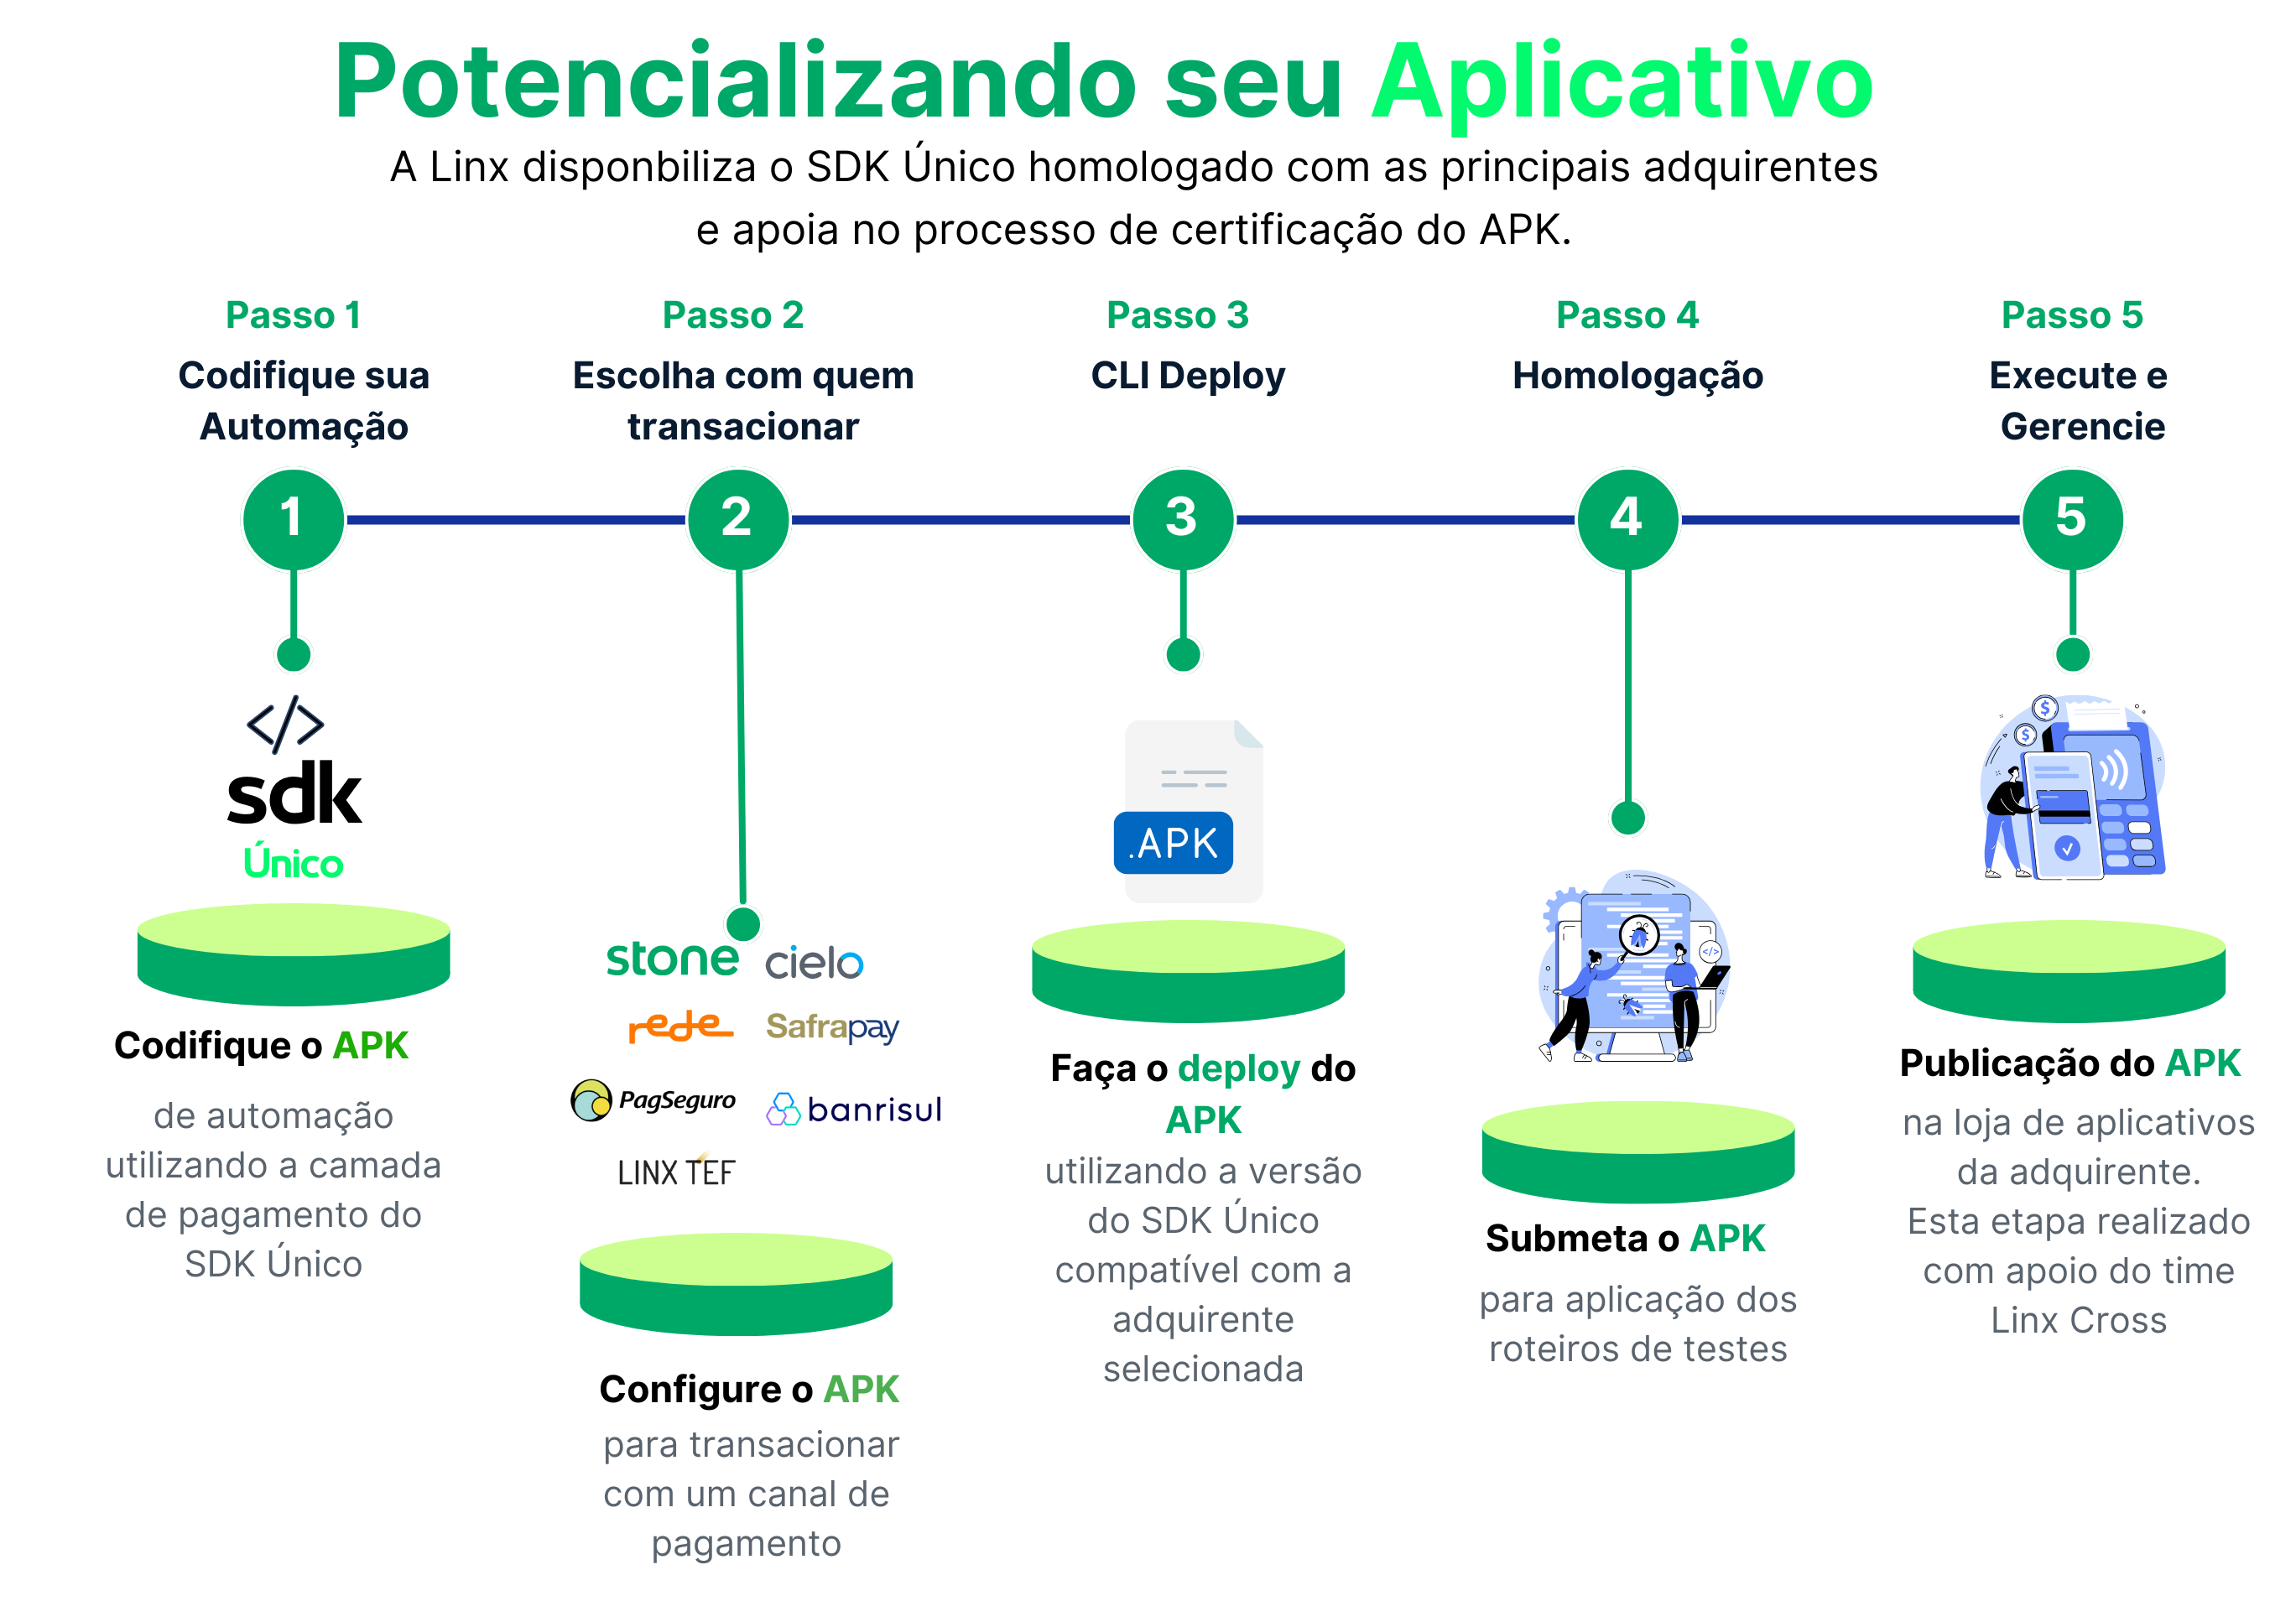 Potencializando seu Aplicativo
A Linx disponbiliza o SDK Único homologado com as principais adquirentes
e apoia no processo de certificação do APK.
Passo 1
Codifique sua
Automação
1
</>
sdk
Único
Codifique o APK
de automação
utilizando a camada
de pagamento do
SDK Único
Passo 2
Escolha com quem
transacionar
2
stone
cielo
rede
Safrapay
PagSeguro
banrisul
LINX TEF
Configure o APK
para transacionar
com um canal de
pagamento
Passo 3
CLI Deploy
3
.APK
Faça o deploy do
APK
utilizando a versão
do SDK Único
compatível com a
adquirente
selecionada
Passo 4
Homologação
4
</>
Submeta o APK
para aplicação dos
roteiros de testes
Passo 5
Execute e
Gerencie
5
$
$
Publicação do APK
na loja de aplicativos
da adquirente.
Esta etapa realizado
com apoio do time
Linx Cross